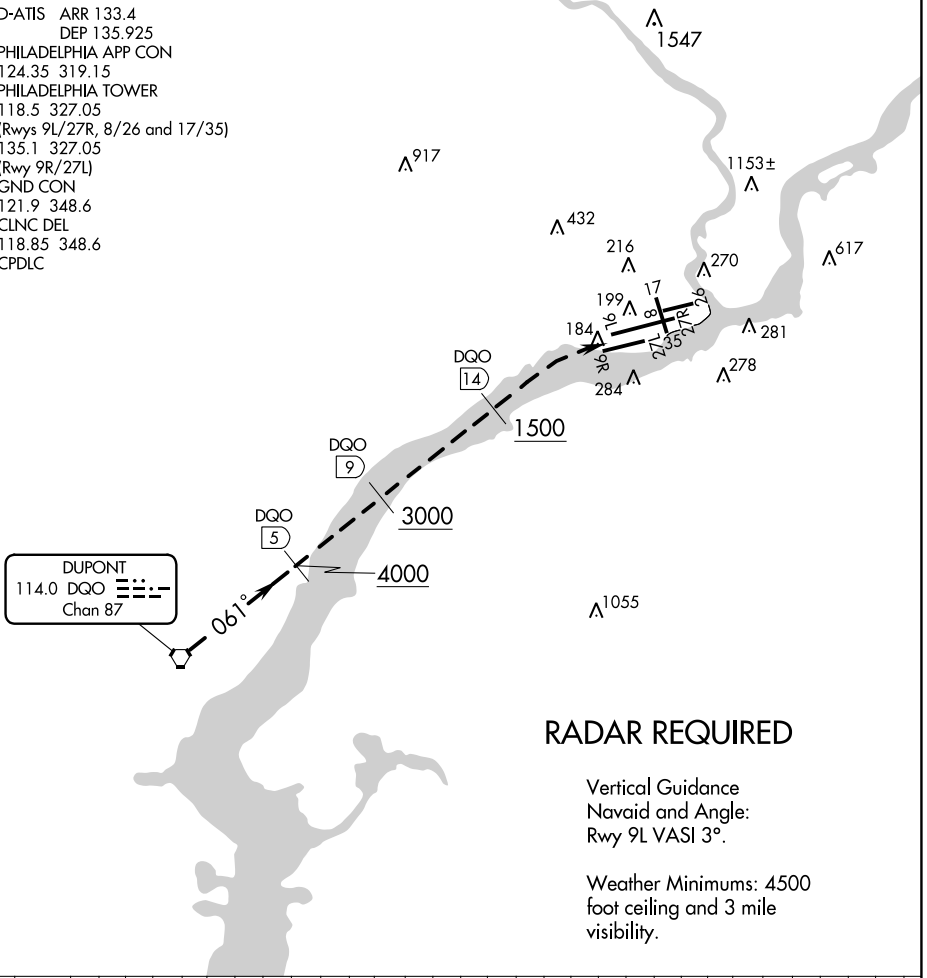 D-ATIS ARR 133.4
DEP 135.925
PHILADELPHIA APP CON
124.35 319.15
PHILADELPHIA TOWER
118.5 327.05
(Rwys 9L/27R, 8/26 and 17/35)
135.1 327.05
(Rwy 9R/27L)
GND CON
121.9 348.6
CLNC DEL
118.85 348.6
CPDLC
1547
917
1153±
432
216
270
617
199
17
26
8
9L
27R
184
35
27L
9R
281
278
284
DQO
14
1500
DQO
9
3000
DQO
5
4000
DUPONT
114.0 DQO
Chan 87
061°
1055
RADAR REQUIRED
Vertical Guidance
Navaid and Angle:
Rwy 9L VASI 3°.
Weather Minimums: 4500
foot ceiling and 3 mile
visibility.